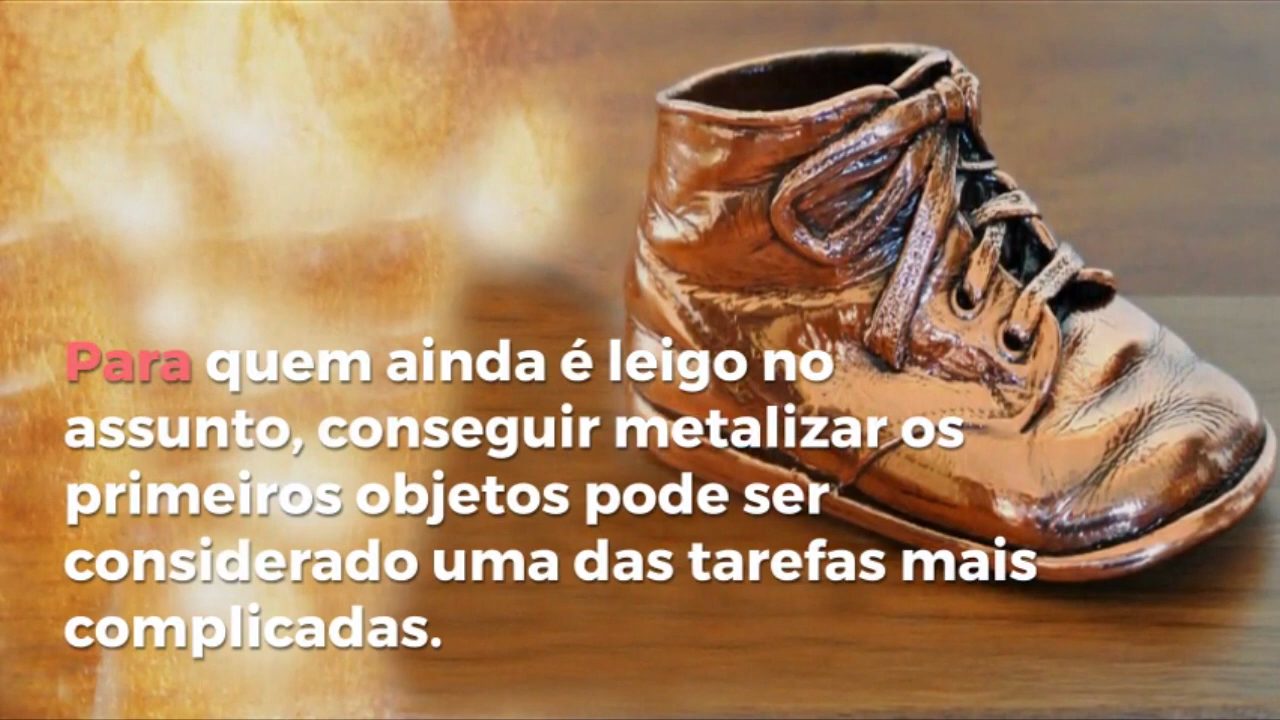 Para quem ainda é leigo no
assunto, conseguir metalizar os
primeiros objetos pode ser
considerado uma das tarefas mais
complicadas.